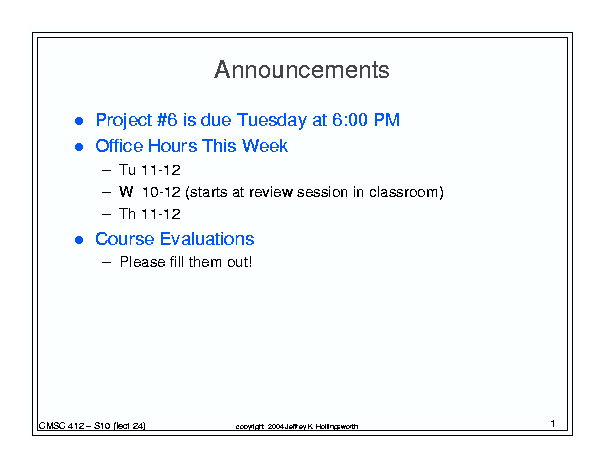 Announcements
● Project #6 is due Tuesday at 6:00 PM
● Office Hours This Week
– Tu 11-12
– W 10-12 (starts at review session in classroom)
– Th 11-12
● Course Evaluations
– Please fill them out!
CMSC 412 – S10 (lect 24)
copyright 2004 Jeffrey K. Hollingsworth
1